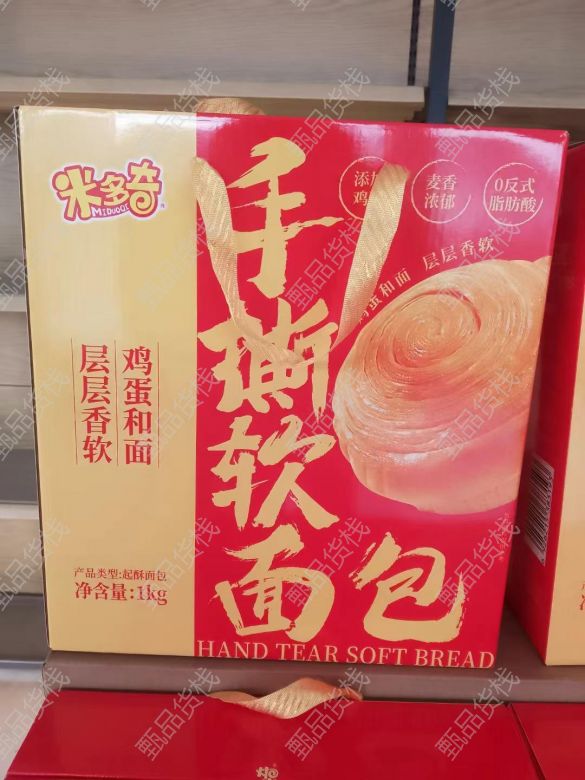 米多奇
MIDUOQI
手
撕
软
面包
HAND TEAR SOFT BREAD
麦香
浓郁
0反式
脂肪酸
蛋和面 层层香软
鸡蛋和面
层层香软
产品类型:起酥面包
净含量:1kg
甄品货栈